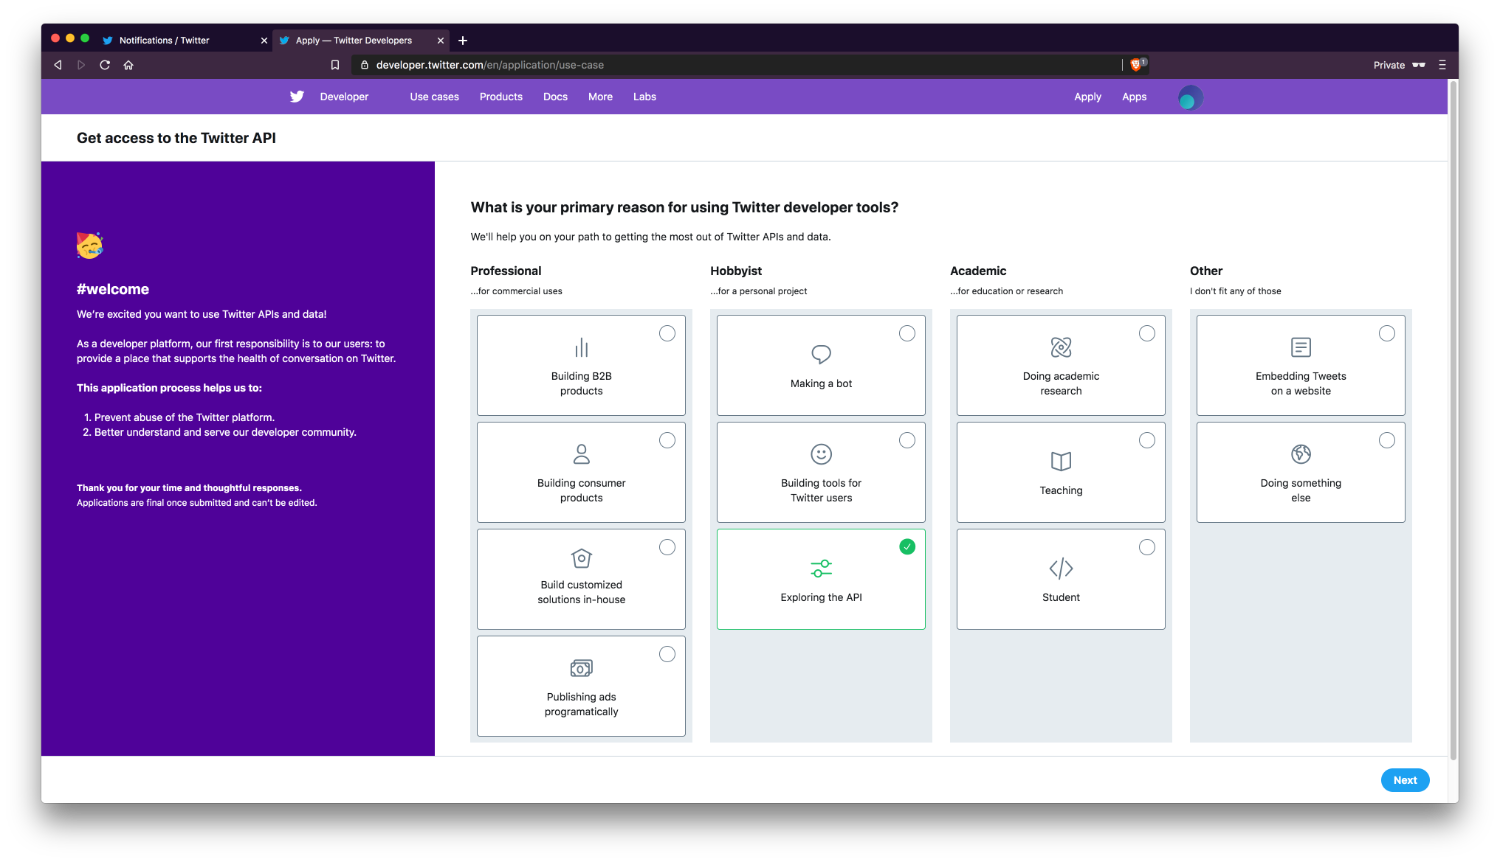 Notifications / Twitter
Apply — Twitter Developers
developer.twitter.com/en/application/use-case
1
Private
Developer
Use cases
Products
Docs
More
Labs
Apply
Apps
Get access to the Twitter API
#welcome
We're excited you want to use Twitter APIs and data!
As a developer platform, our first responsibility is to our users: to
provide a place that supports the health of conversation on Twitter.
This application process helps us to:
1. Prevent abuse of the Twitter platform.
2. Better understand and serve our developer community.
Thank you for your time and thoughtful responses.
Applications are final once submitted and can't be edited.
What is your primary reason for using Twitter developer tools?
We'll help you on your path to getting the most out of Twitter APIs and data.
Professional
...for commercial uses
Building B2B
products
Building consumer
products
Build customized
solutions in-house
Publishing ads
programatically
Hobbyist
...for a personal project
Making a bot
Building tools for
Twitter users
Exploring the API
Academic
...for education or research
Doing academic
research
Teaching
Student
Other
I don't fit any of those
Embedding Tweets
on a website
Doing something
else
Next